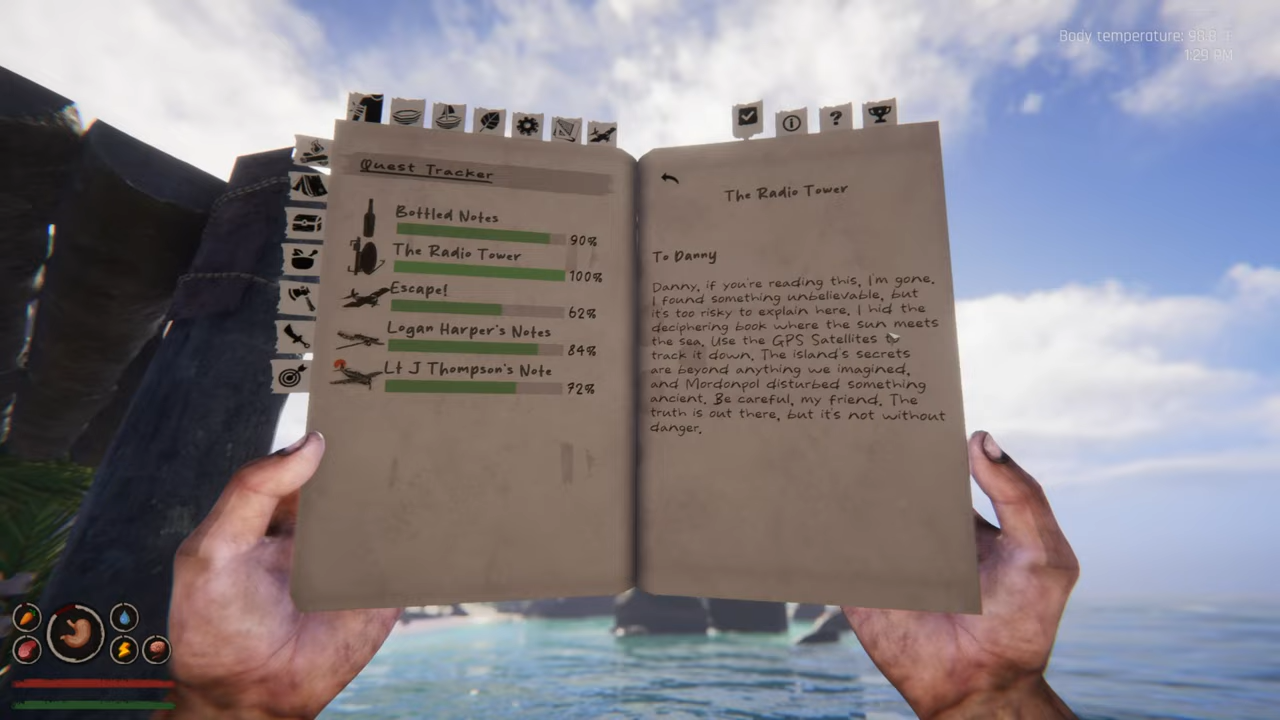 Body temperature: 98.8 °F
1:29 PM
Quest Tracker
Bottled Notes
90%
The Radio Tower
100%
Escape!
62%
Logan Harper's Notes
84%
Lt J Thompson's Note
72%
The Radio Tower
To Danny
Danny, if you're reading this, I'm gone.
I found something unbelievable, but
it's too risky to explain here. I hid the
deciphering book where the sun meets
the sea. Use the GPS Satellites to
track it down. The island's secrets
are beyond anything we imagined,
and Mordonpol disturbed something
ancient. Be careful, my friend. The
truth is out there, but it's not without
danger.